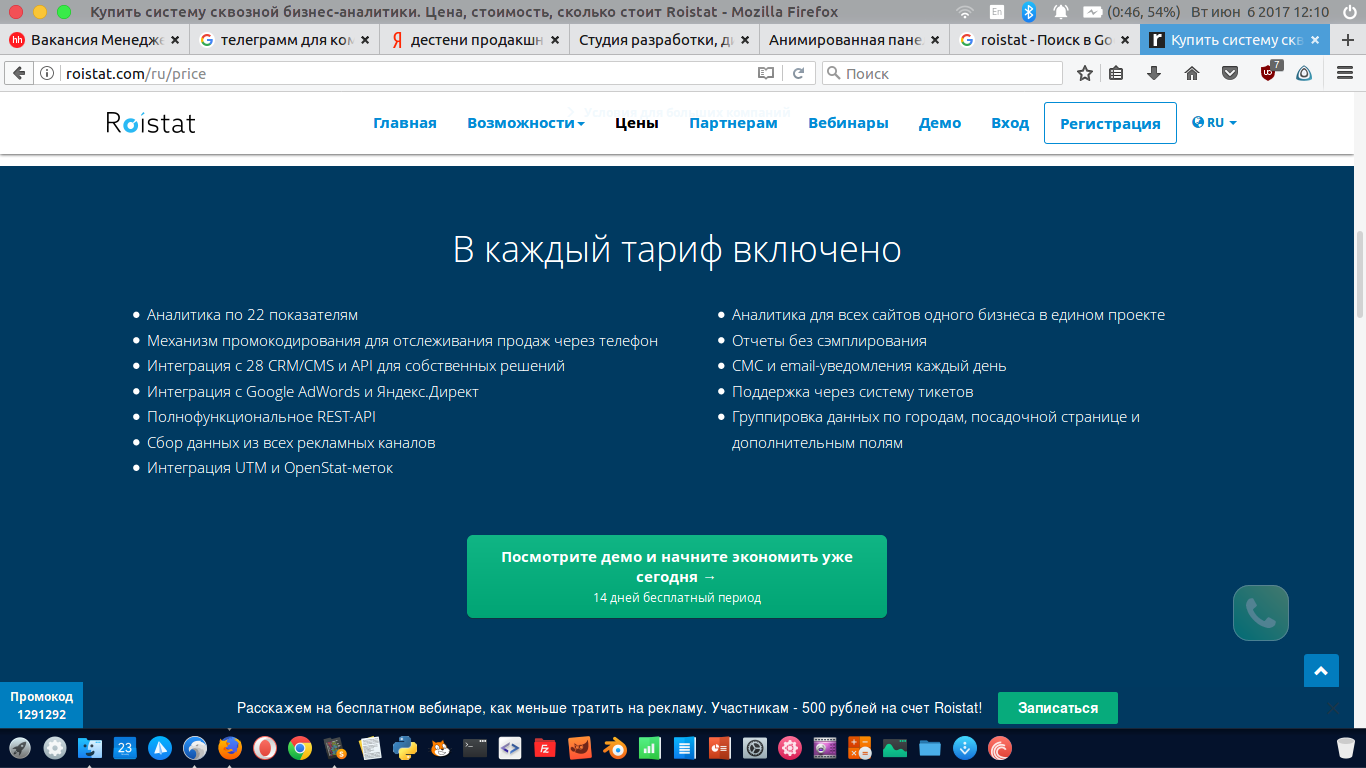 Купить систему сквозной бизнес-аналитики. Цена, стоимость, сколько стоит Roistat - Mozilla Firefox
En
(0:46, 54%)
Вт июн 6 2017 12:10
hh Вакансия Менедже
телеграмм для ком
дестени продакшн
Студия разработки, ди
Анимированная пане
roistat - Поиск в Go
Купить систему скв
roistat.com/ru/price
Поиск
7
Roistat
Главная
Возможности
Цены
Партнерам
Вебинары
Демо
Вход
Регистрация
RU
В каждый тариф включено
Аналитика по 22 показателям
Механизм промокодирования для отслеживания продаж через телефон
Интеграция с 28 CRM/CMS и API для собственных решений
Интеграция с Google AdWords и Яндекс.Директ
Полнофункциональное REST-API
Сбор данных из всех рекламных каналов
Интеграция UTM и OpenStat-меток
Аналитика для всех сайтов одного бизнеса в едином проекте
Отчеты без сэмплирования
СМС и email-уведомления каждый день
Поддержка через систему тикетов
Группировка данных по городам, посадочной странице и
дополнительным полям
Посмотрите демо и начните экономить уже
сегодня →
14 дней бесплатный период
Промокод
1291292
Расскажем на бесплатном вебинаре, как меньше тратить на рекламу. Участникам - 500 рублей на счет Roistat!
Записаться
23